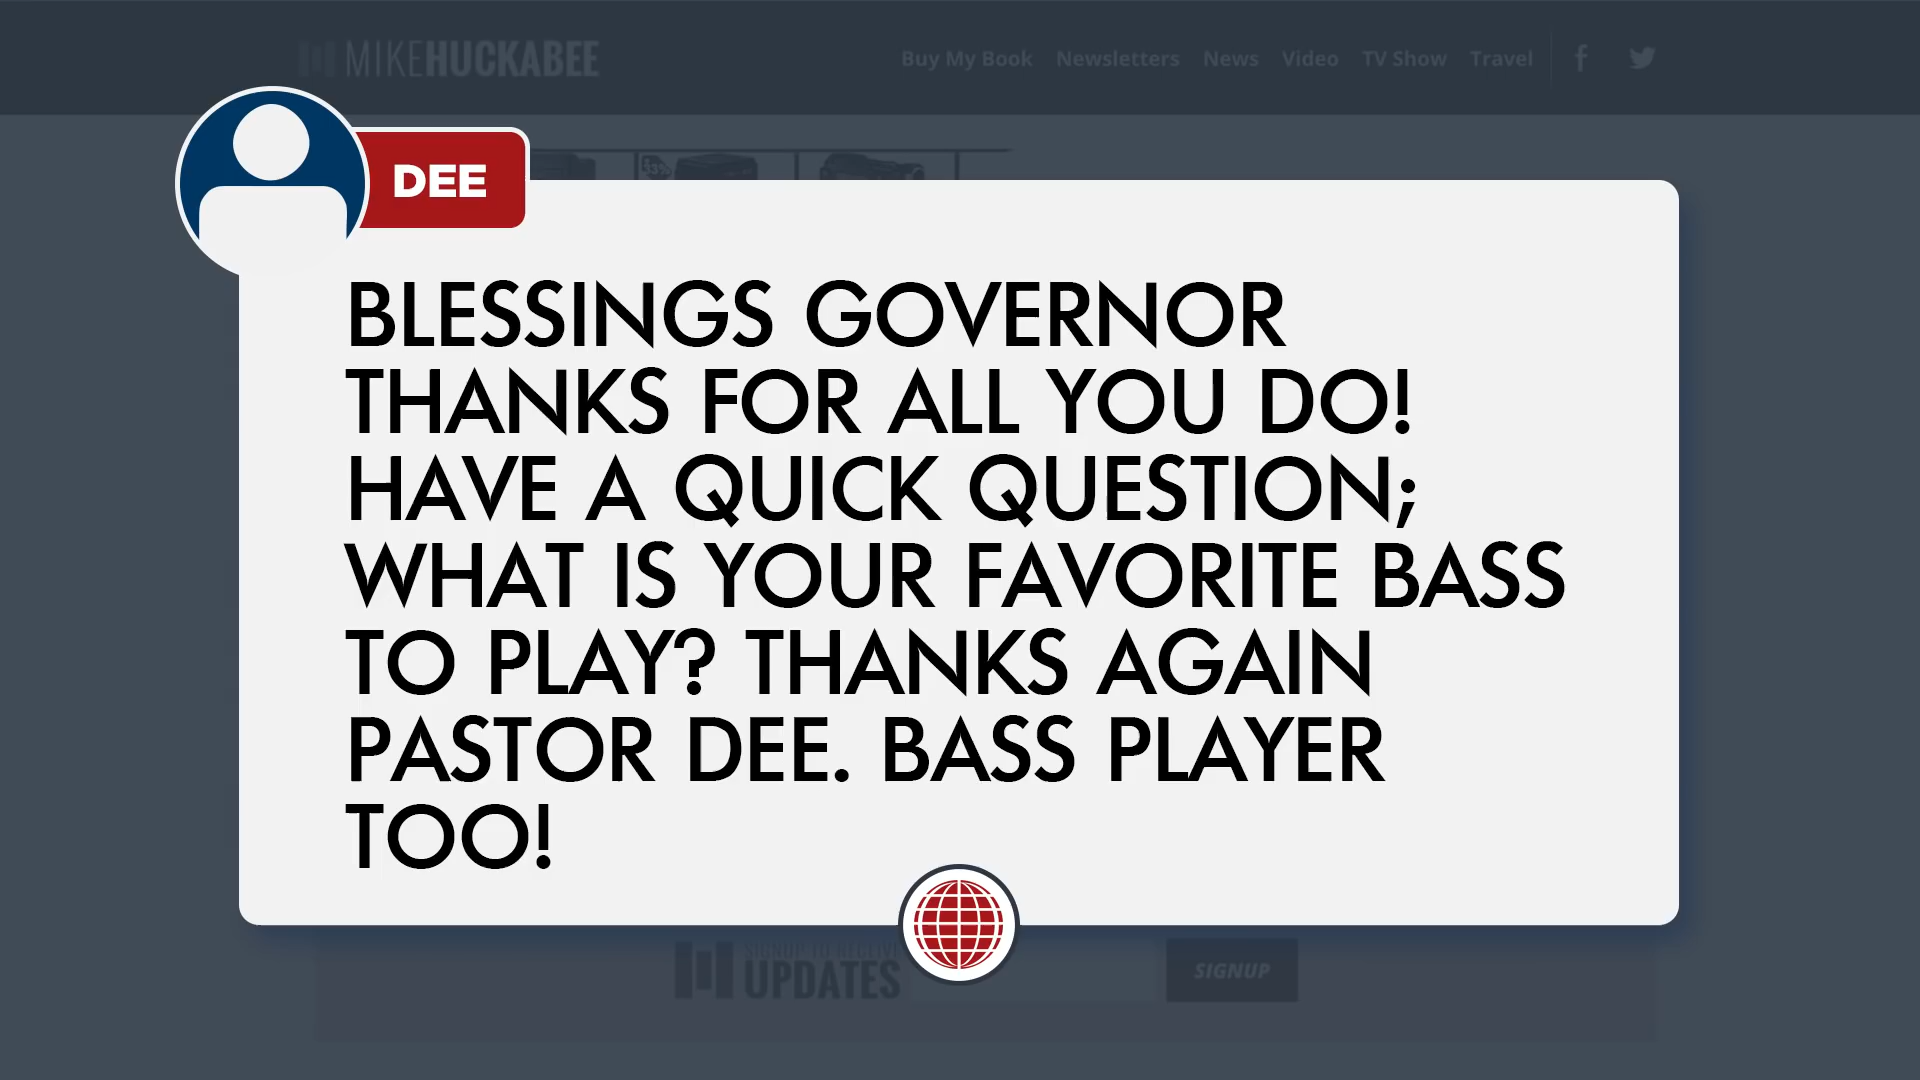 MIKEHUCKABEE
Buy My Book Newsletters News Video TV Show Travel
DEE
BLESSINGS GOVERNOR
THANKS FOR ALL YOU DO!
HAVE A QUICK QUESTION;
WHAT IS YOUR FAVORITE BASS
TO PLAY? THANKS AGAIN
PASTOR DEE. BASS PLAYER
TOO!
UPDATES
SIGNUP